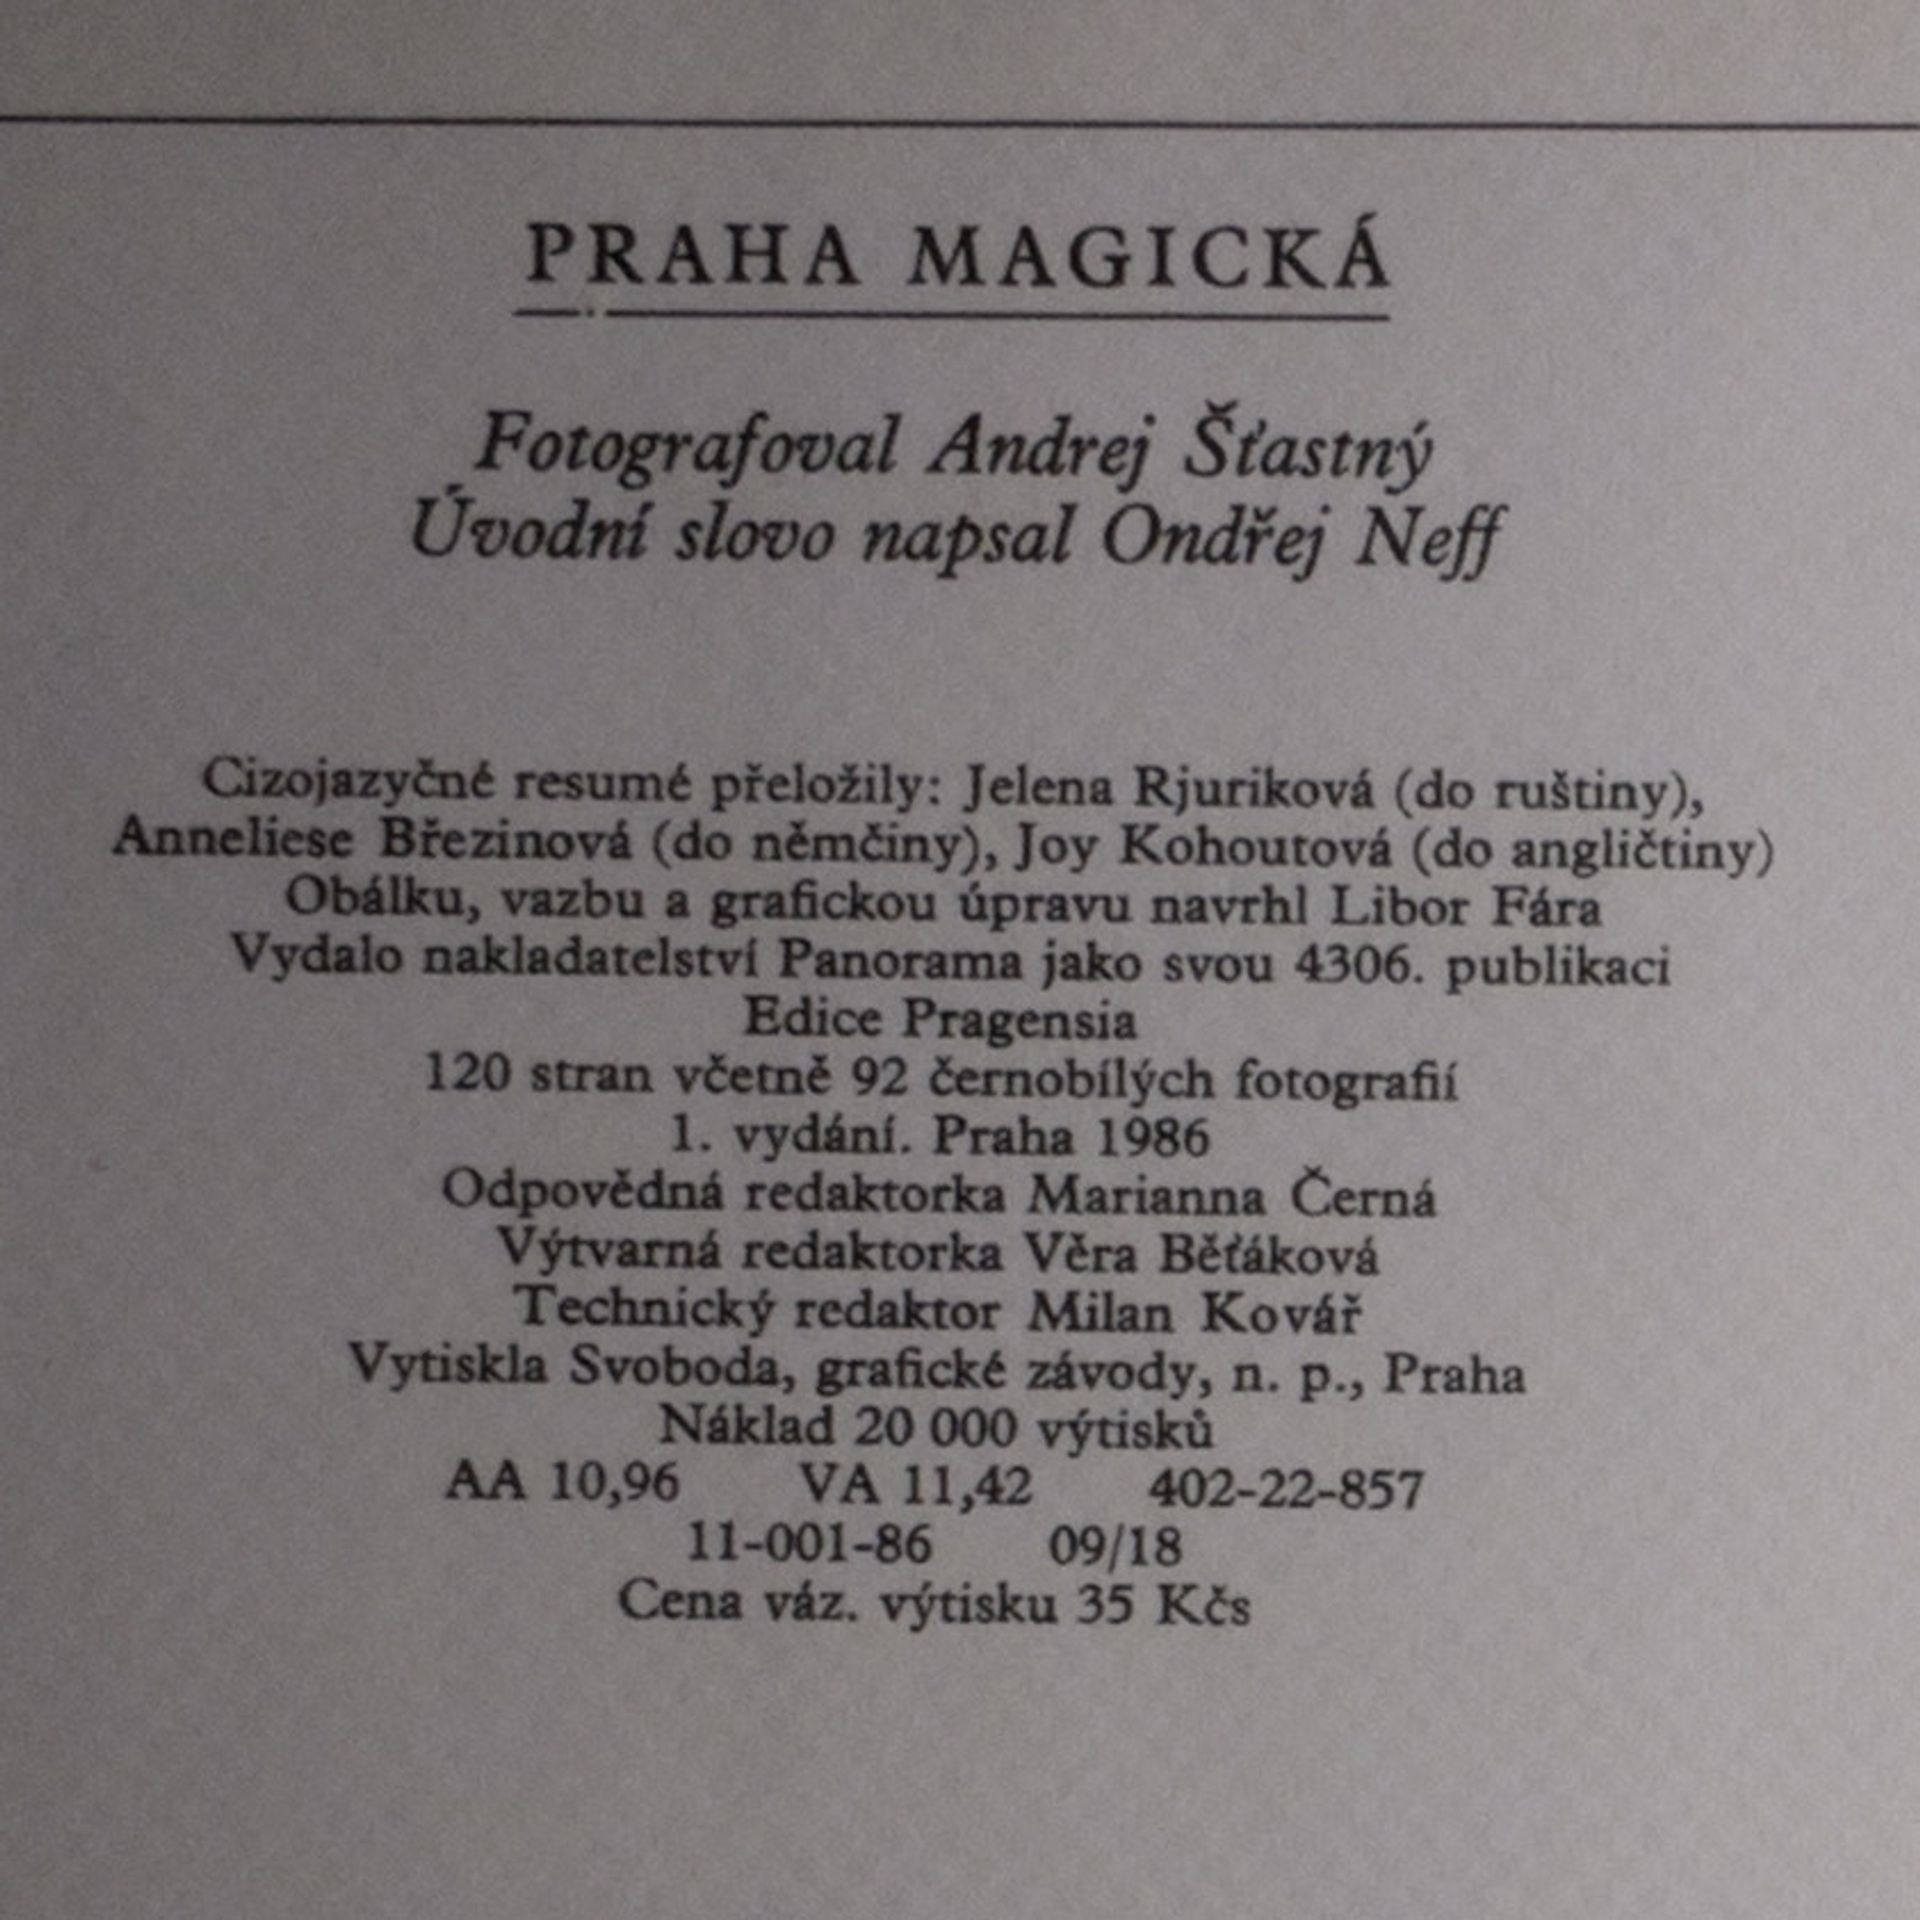 PRAHA MAGICKÁ
Fotografoval Andrej Šťastný
Úvodní slovo napsal Ondřej Neff
Cizojazyčné resumé přeložily: Jelena Rjuriková (do ruštiny),
Anneliese Březinová (do němčiny), Joy Kohoutová (do angličtiny)
Obálku, vazbu a grafickou úpravu navrhl Libor Fára
Vydalo nakladatelství Panorama jako svou 4306. publikaci
Edice Pragensia
120 stran včetně 92 černobílých fotografií
1. vydání. Praha 1986
Odpovědná redaktorka Marianna Černá
Výtvarná redaktorka Věra Běťáková
Technický redaktor Milan Kovář
Vytiskla Svoboda, grafické závody, n. p., Praha
Náklad 20 000 výtisků
AA 10,96 VA 11,42 402-22-857
11-001-86 09/18
Cena váz. výtisku 35 Kčs